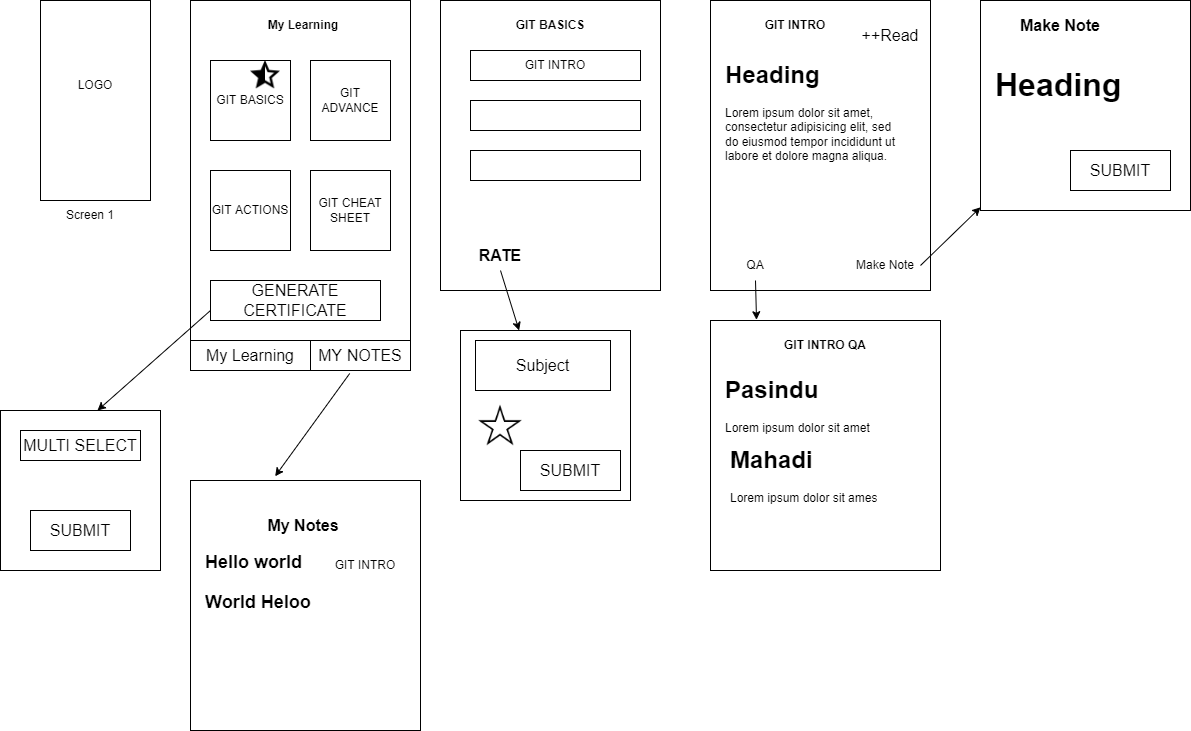 LOGO
Screen 1
My Learning
GIT BASICS
GIT
ADVANCE
GIT ACTIONS
GIT CHEAT
SHEET
GENERATE
CERTIFICATE
My Learning
MY NOTES
MULTI SELECT
SUBMIT
My Notes
Hello world
GIT INTRO
World Heloo
GIT BASICS
GIT INTRO
RATE
Subject
SUBMIT
GIT INTRO
++Read
Heading
Lorem ipsum dolor sit amet,
consectetur adipisicing elit, sed
do eiusmod tempor incididunt ut
labore et dolore magna aliqua.
QA
Make Note
GIT INTRO QA
Pasindu
Lorem ipsum dolor sit amet
Mahadi
Lorem ipsum dolor sit ames
Make Note
Heading
SUBMIT